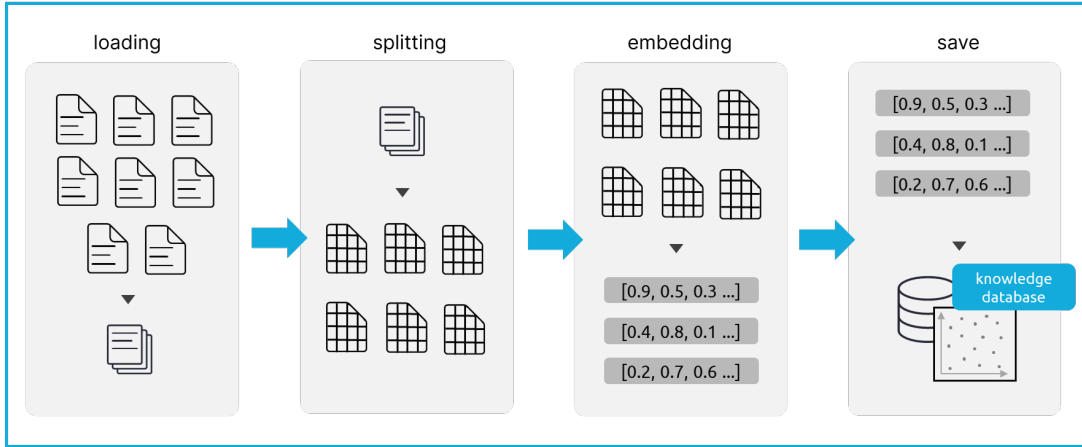 loading
splitting
embedding
save
[0.9, 0.5, 0.3 ...]
[0.4, 0.8, 0.1 ...]
[0.2, 0.7, 0.6 ...]
[0.9, 0.5, 0.3 ...]
[0.4, 0.8, 0.1 ...]
[0.2, 0.7, 0.6 ...]
knowledge
database